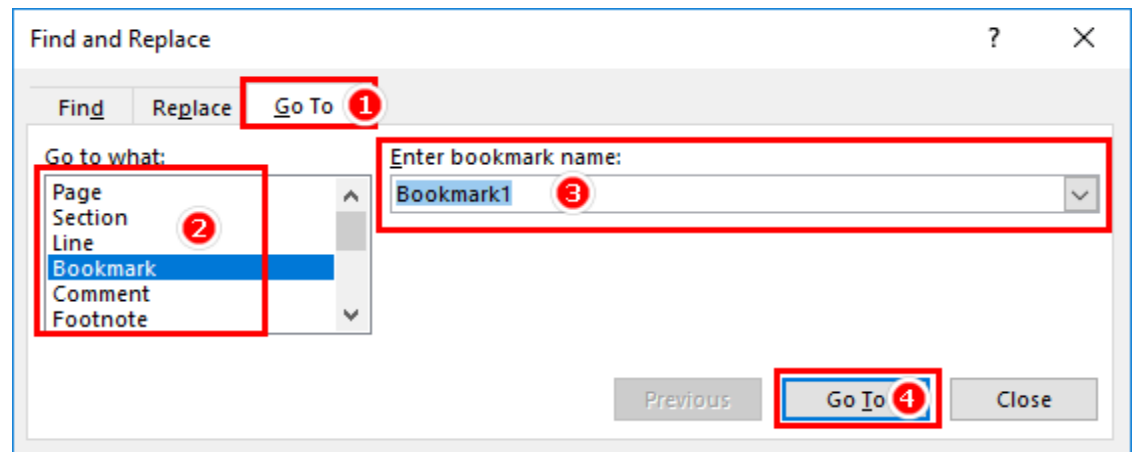 Find and Replace ?
Find Replace Go To 1
Go to what:
Enter bookmark name:
Page
Section
Line
Bookmark
Comment
Footnote
2
Bookmark1 3
Previous Go To 4 Close